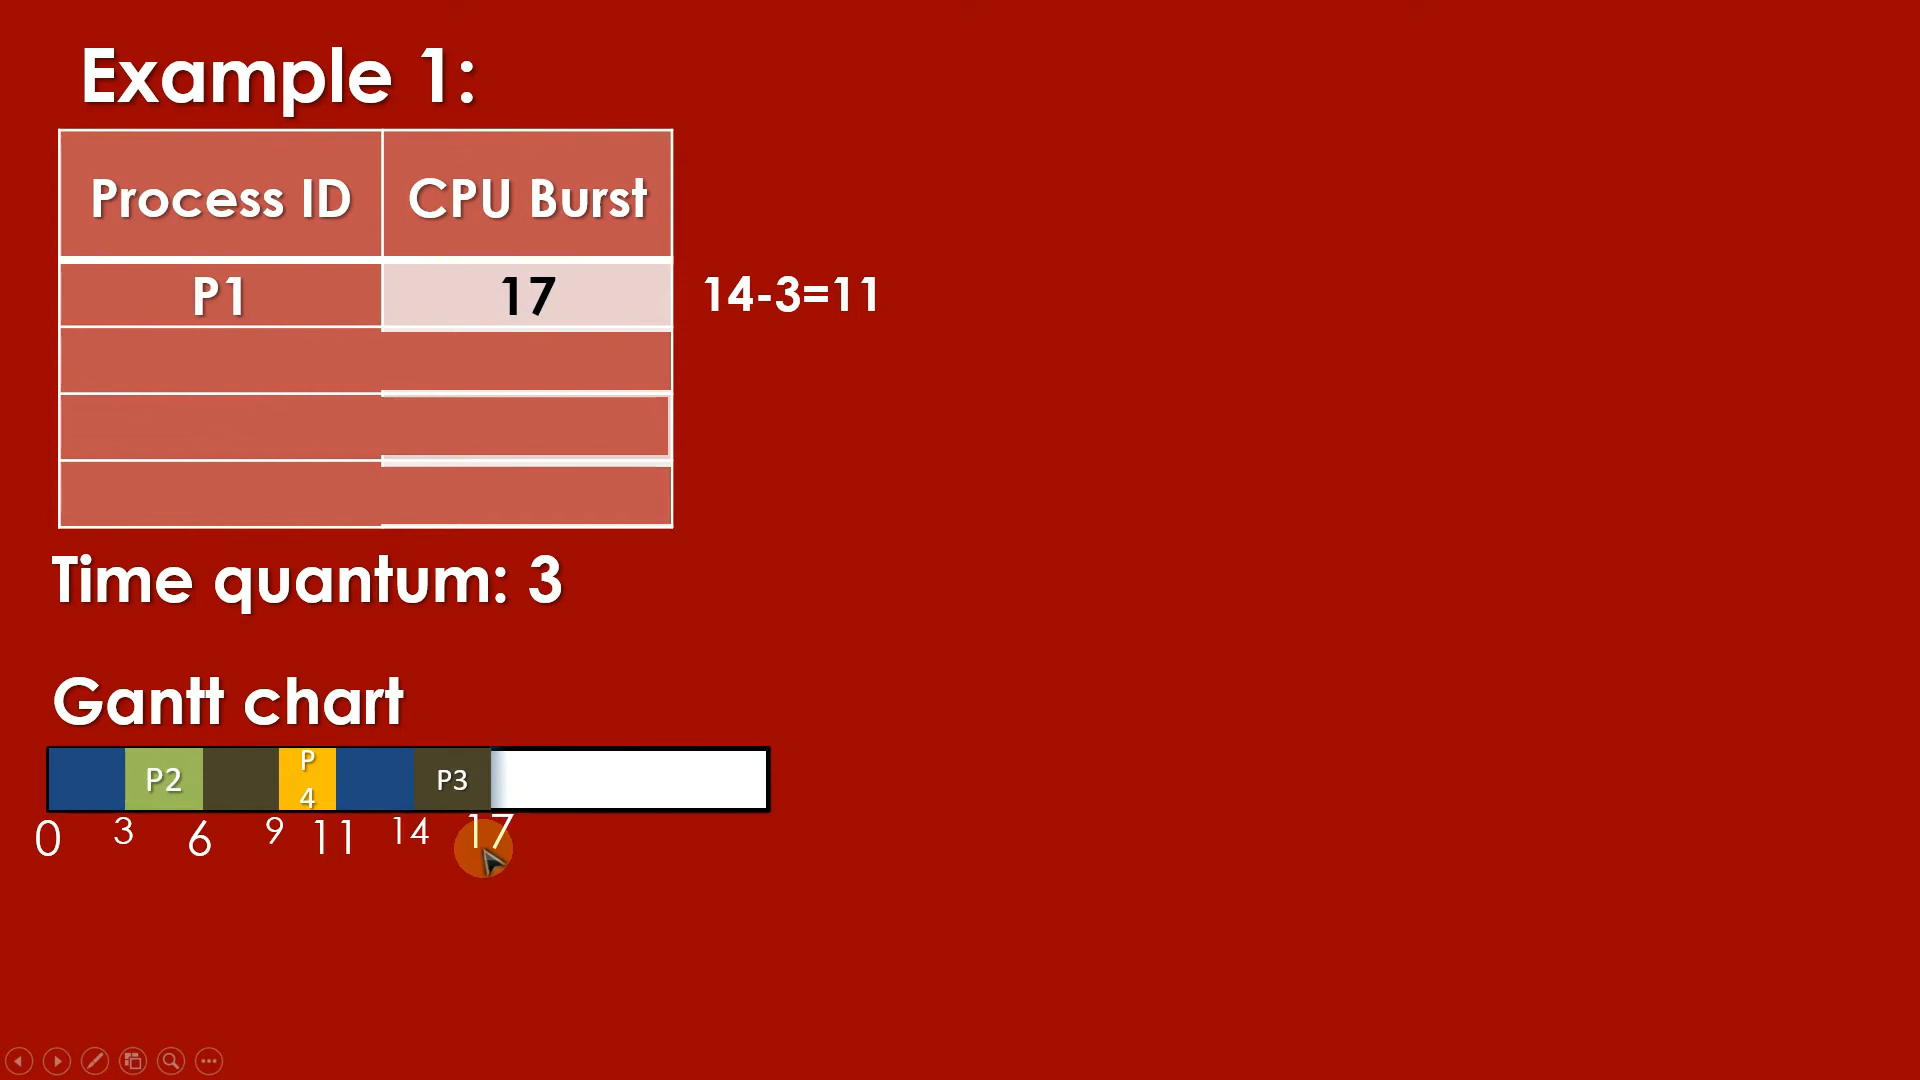 Example 1:
Process ID CPU Burst
P1 17 14-3=11
Time quantum: 3
Gantt chart
P2 P4 P3
0 3 6 9 11 14 17